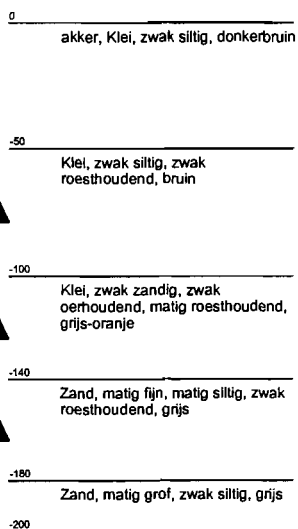 0
akker, Klei, zwak siltig, donkerbruin
-50
Klei, zwak siltig, zwak
roesthoudend, bruin
-100
Klei, zwak zandig, zwak
oerhoudend, matig roesthoudend,
grijs-oranje
-140
Zand, matig fijn, matig siltig, zwak
roesthoudend, grijs
-180
Zand, matig grof, zwak siltig, grijs
-200